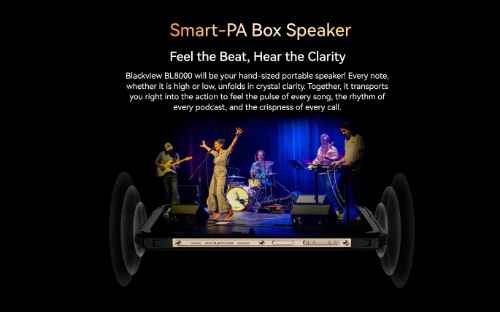 Smart-PA Box Speaker
Feel the Beat, Hear the Clarity
Blackview BL8000 will be your hand-sized portable speaker! Every note,
whether it is high or low, unfolds in crystal clarity. Together, it transports
you right into the action to feel the pulse of every song, the rhythm of
every podcast, and the crispness of every call.